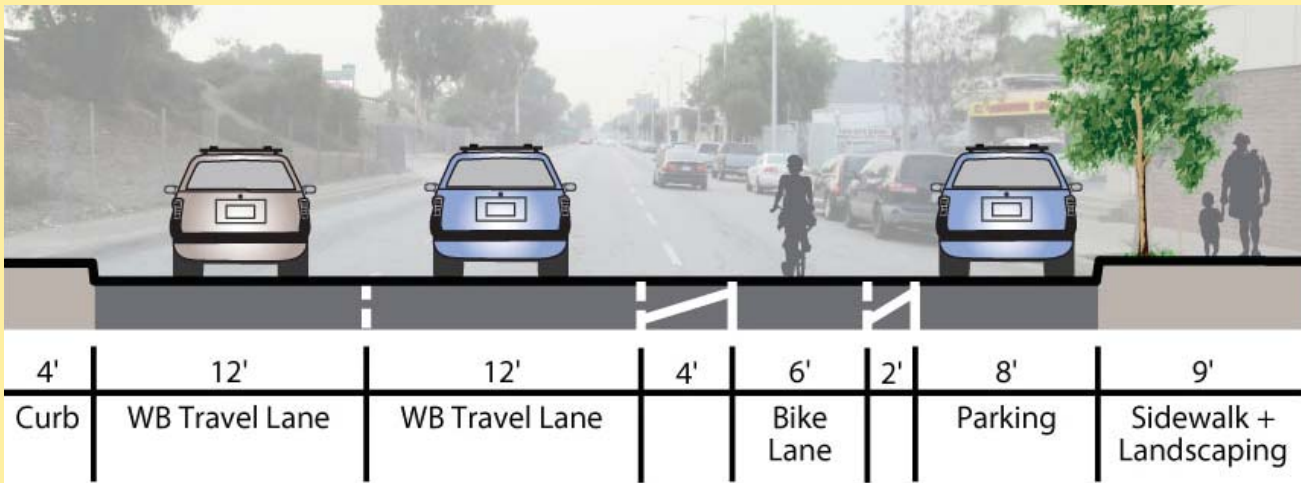 4' 12' 12' 4' 6' 2' 8' 9'
Curb WB Travel Lane WB Travel Lane Bike Lane Parking Sidewalk + Landscaping